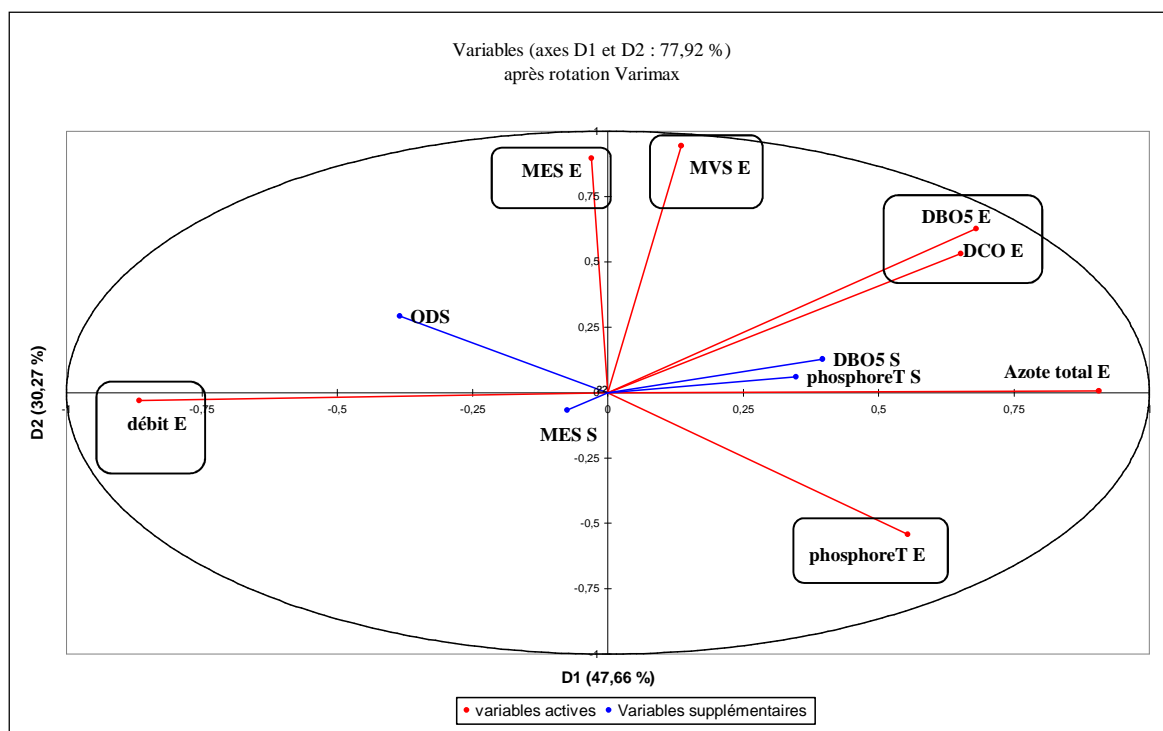 Variables (axes D1 et D2 : 77,92 %)
après rotation Varimax
1
MES E
MVS E
0,75
DBO5 E
DCO E
0,5
0,25
ODS
DBO5 S
phosphoreT S
Azote total E
-1
-0,75
-0,5
-0,25
0
0
0,25
0,5
0,75
1
débit E
MES S
-0,25
-0,5
phosphoreT E
-0,75
-1
D2 (30,27 %)
D1 (47,66 %)
variables actives
Variables supplémentaires